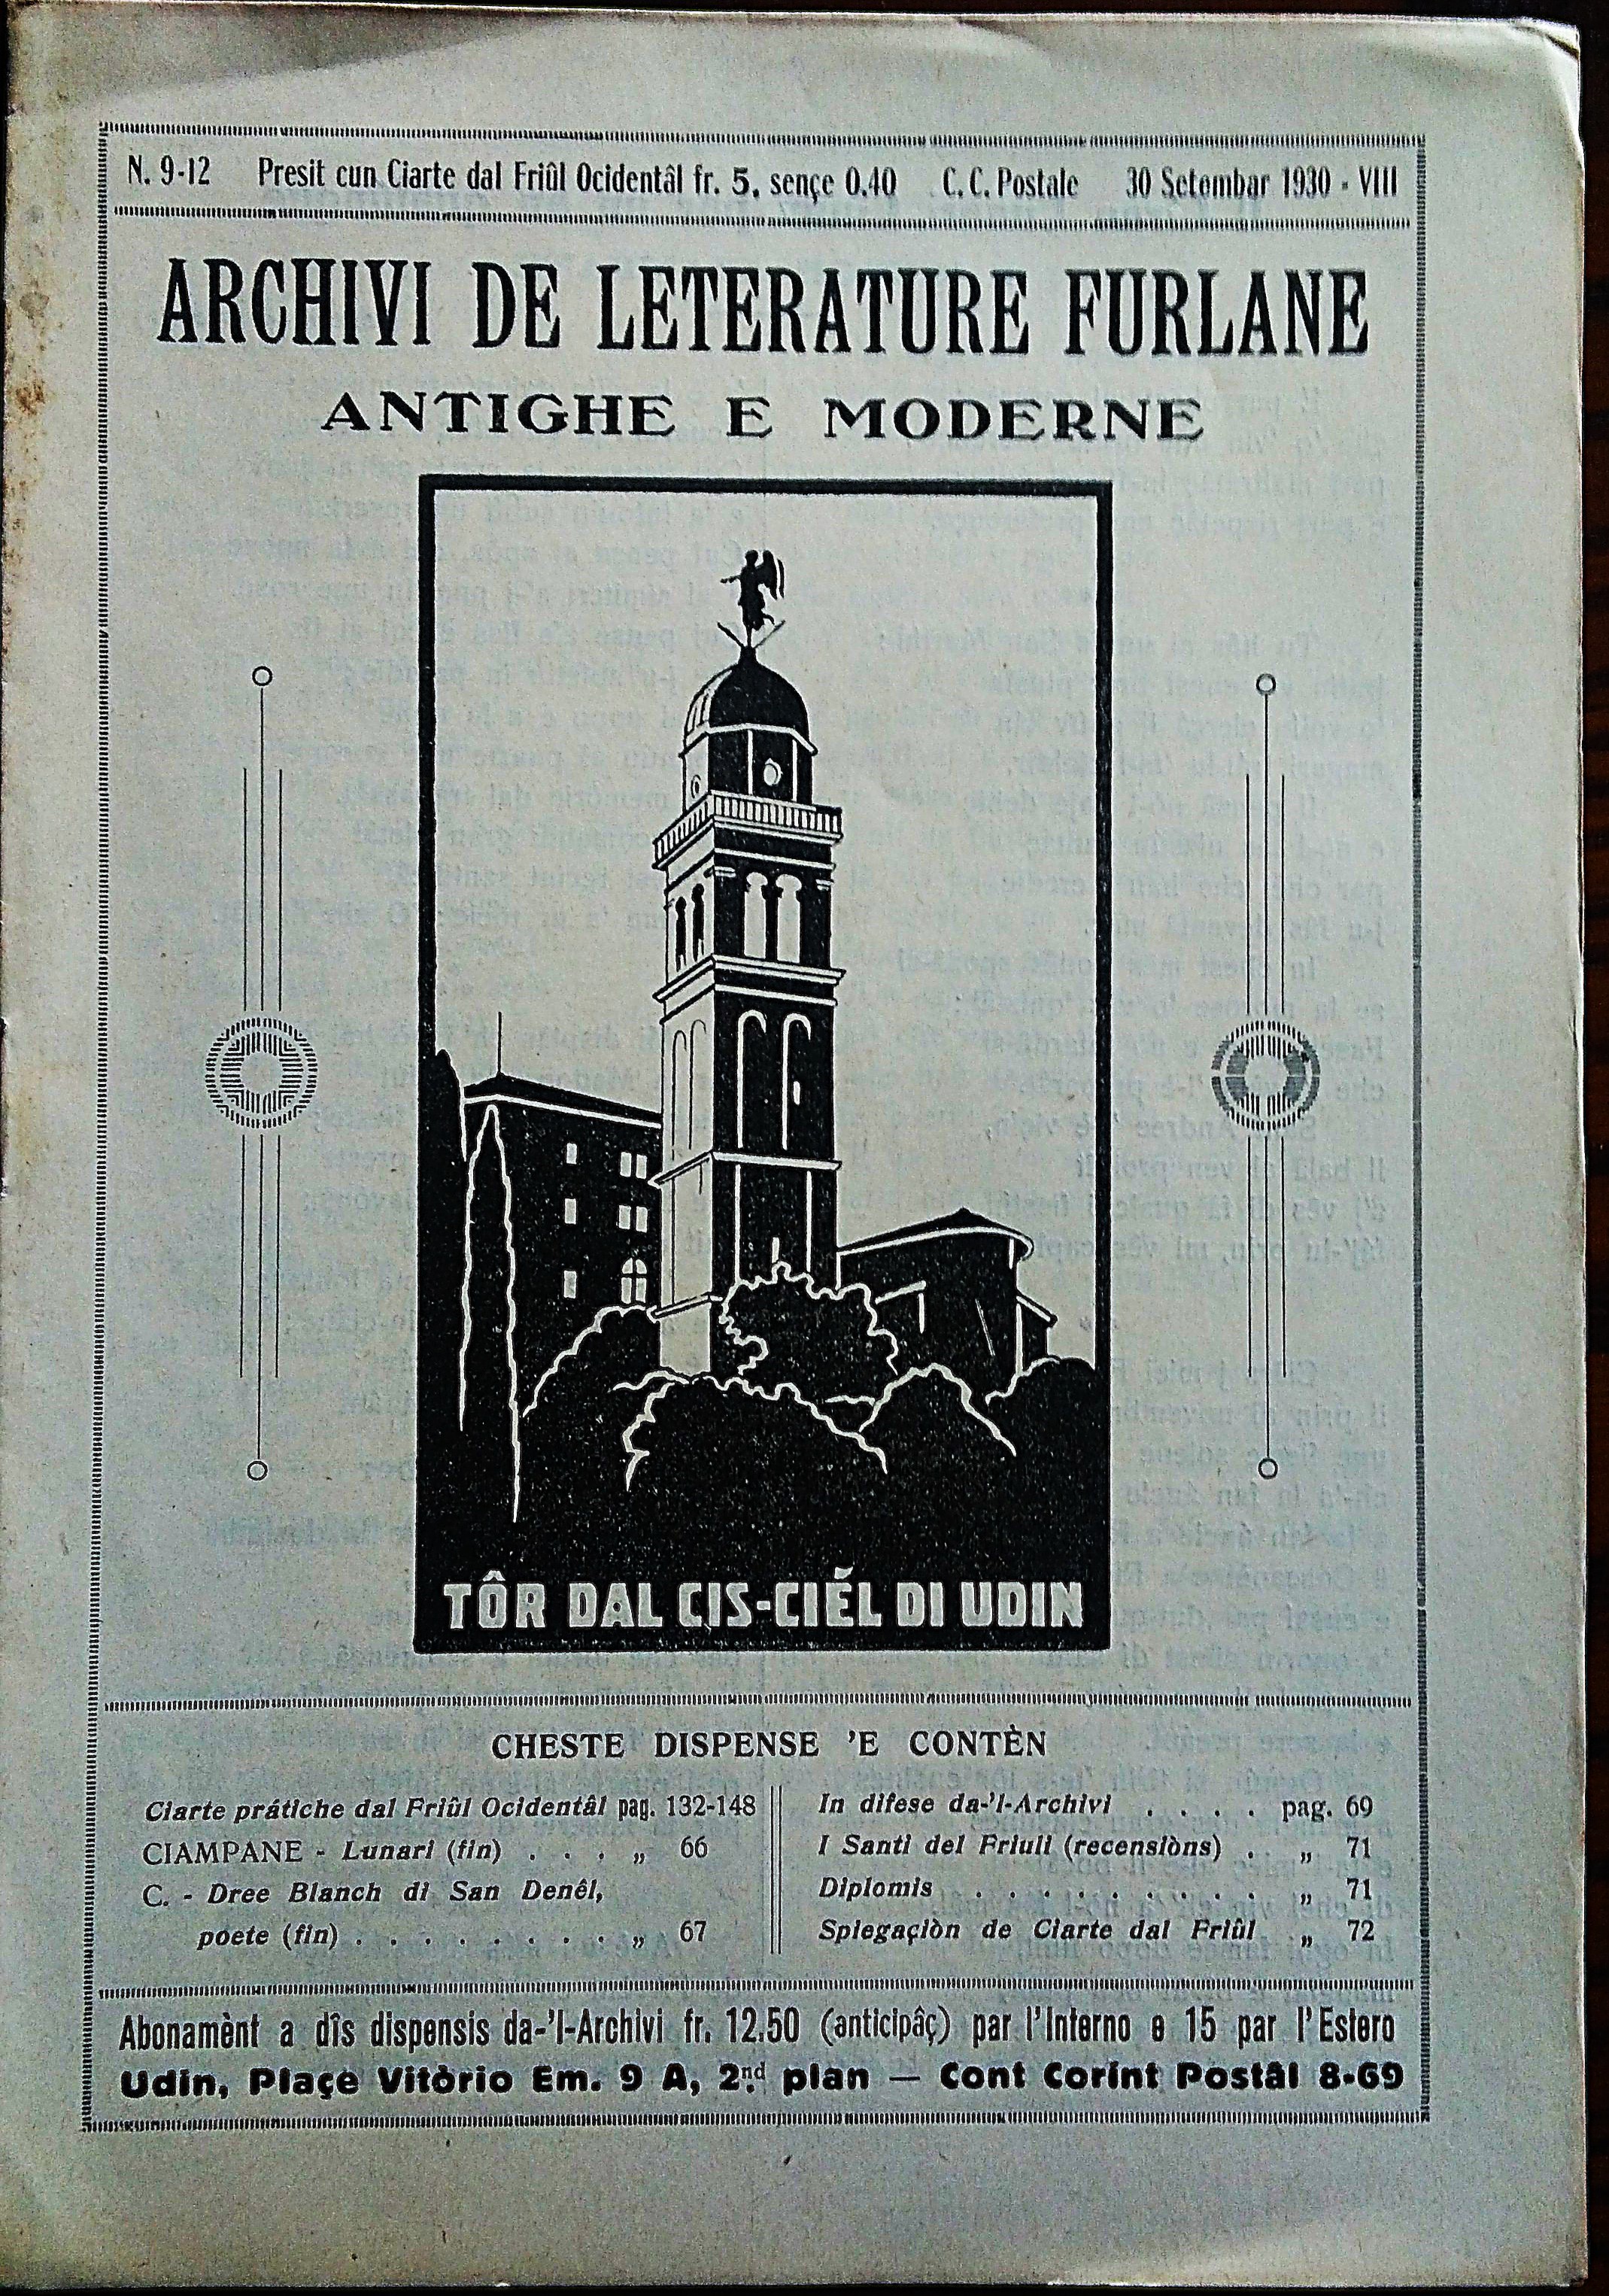 N. 9-12 Presit cun Ciarte dal Friûl Ocidentâl fr. 5, sençe 0.40 C. C. Postale 30 Setembar 1930 - VIII
ARCHIVI DE LETERATURE FURLANE
ANTIGHE E MODERNE
TÔR DAL CIS-CIÉL DI UDIN
CHESTE DISPENSE 'E CONTÈN
Ciarte prátiche dal Friûl Ocidentâl pag. 132-148
CIAMPANE - Lunari (fin) . . . „ 66
C. - Dree Blanch di San Denêl,
poete (fin) . . . . . . . . „ 67
In difese da-'l-Archivi . . . . pag. 69
I Santi del Friuli (recensiòns) . „ 71
Diplomis . . . . . . . . . „ 71
Spiegaçiòn de Ciarte dal Friûl „ 72
Abonamènt a dîs dispensis da-'l-Archivi fr. 12.50 (anticipâç) par l'Interno e 15 par l'Estero
Udin, Plaçe Vitòrio Em. 9 A, 2.nd plan — Cont Corint Postâl 8-69